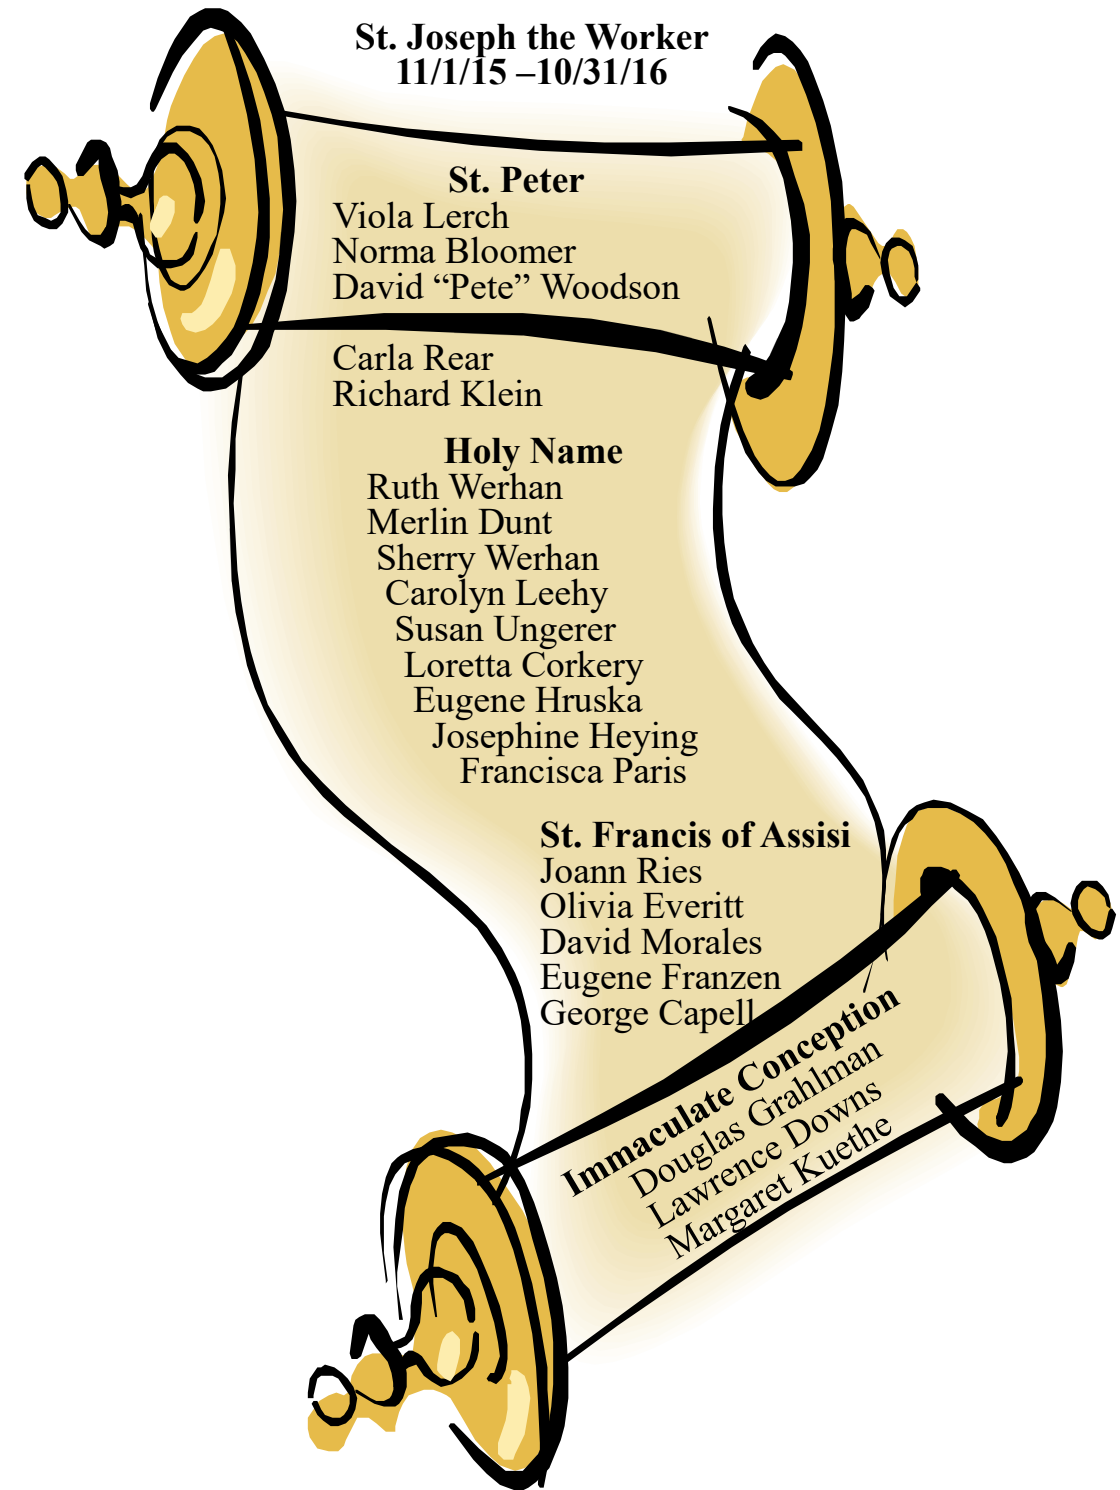 St. Joseph the Worker
11/1/15 –10/31/16
St. Peter
Viola Lerch
Norma Bloomer
David “Pete” Woodson
Carla Rear
Richard Klein
Holy Name
Ruth Werhan
Merlin Dunt
Sherry Werhan
Carolyn Leehy
Susan Ungerer
Loretta Corkery
Eugene Hruska
Josephine Heying
Francisca Paris
St. Francis of Assisi
Joann Ries
Olivia Everitt
David Morales
Eugene Franzen
George Capell
Immaculate Conception
Douglas Grahlman
Lawrence Downs
Margaret Kuethe